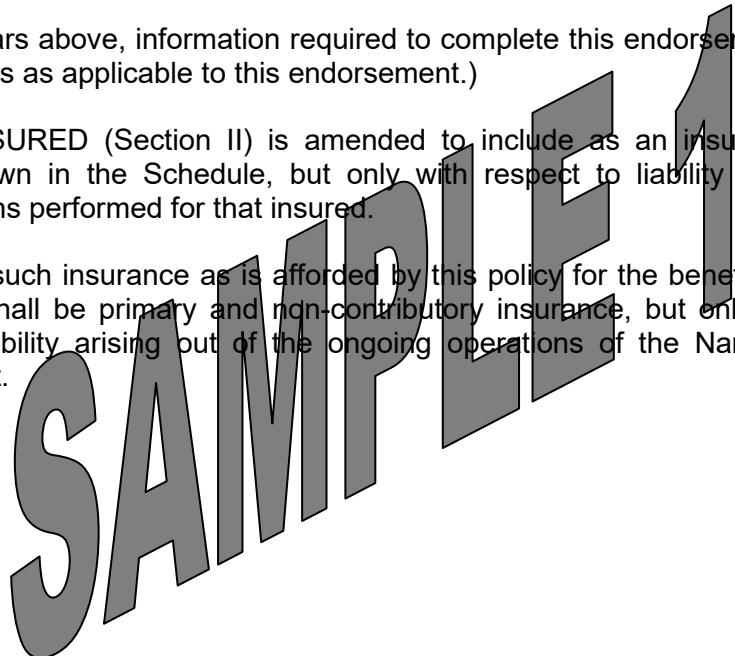 ars above, information required to complete this endorse
s as applicable to this endorsement.)
SURED (Section II) is amended to include as an insu
wn in the Schedule, but only with respect to liability
ns performed for that insured.
such insurance as is afforded by this policy for the bene
hall be primary and non-contributory insurance, but on
bility arising out of the ongoing operations of the Na
SAMPLE 1